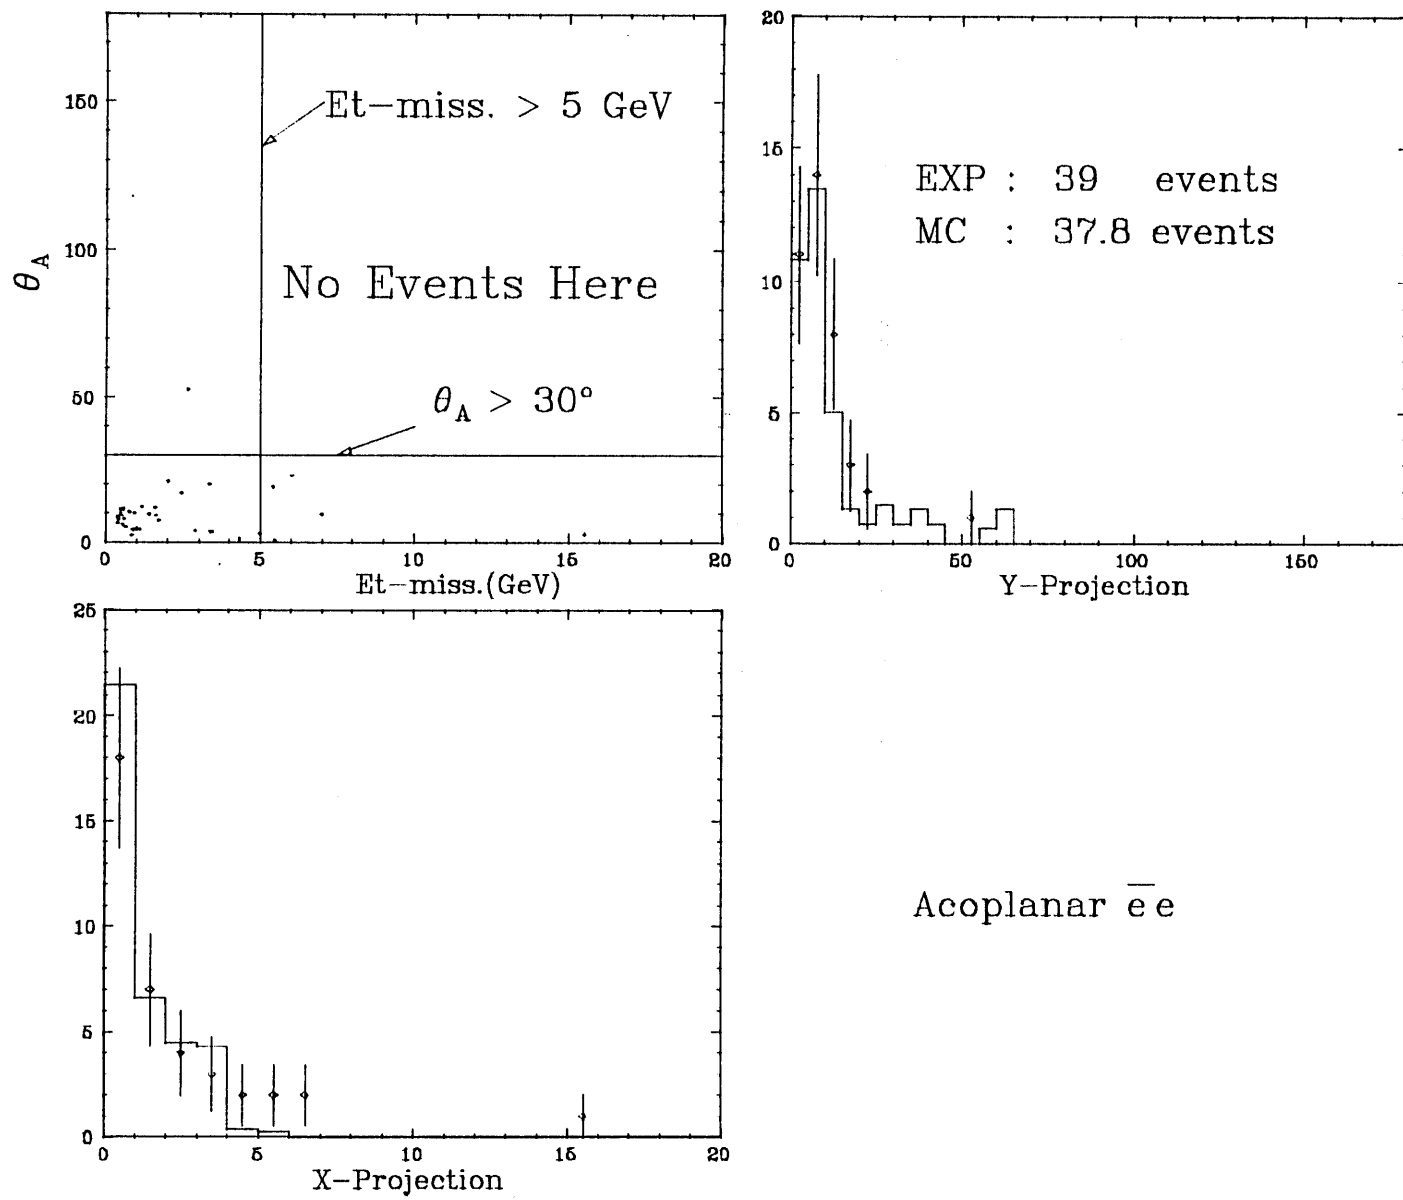 150
100
50
0
θ_A
Et-miss. > 5 GeV
No Events Here
θ_A > 30°
0 5 10 15 20
Et-miss.(GeV)
20
15
10
5
0
EXP : 39 events
MC : 37.8 events
0 50 100 150
Y-Projection
25
20
15
10
5
0
0 5 10 15 20
X-Projection
Acoplanar e̅e